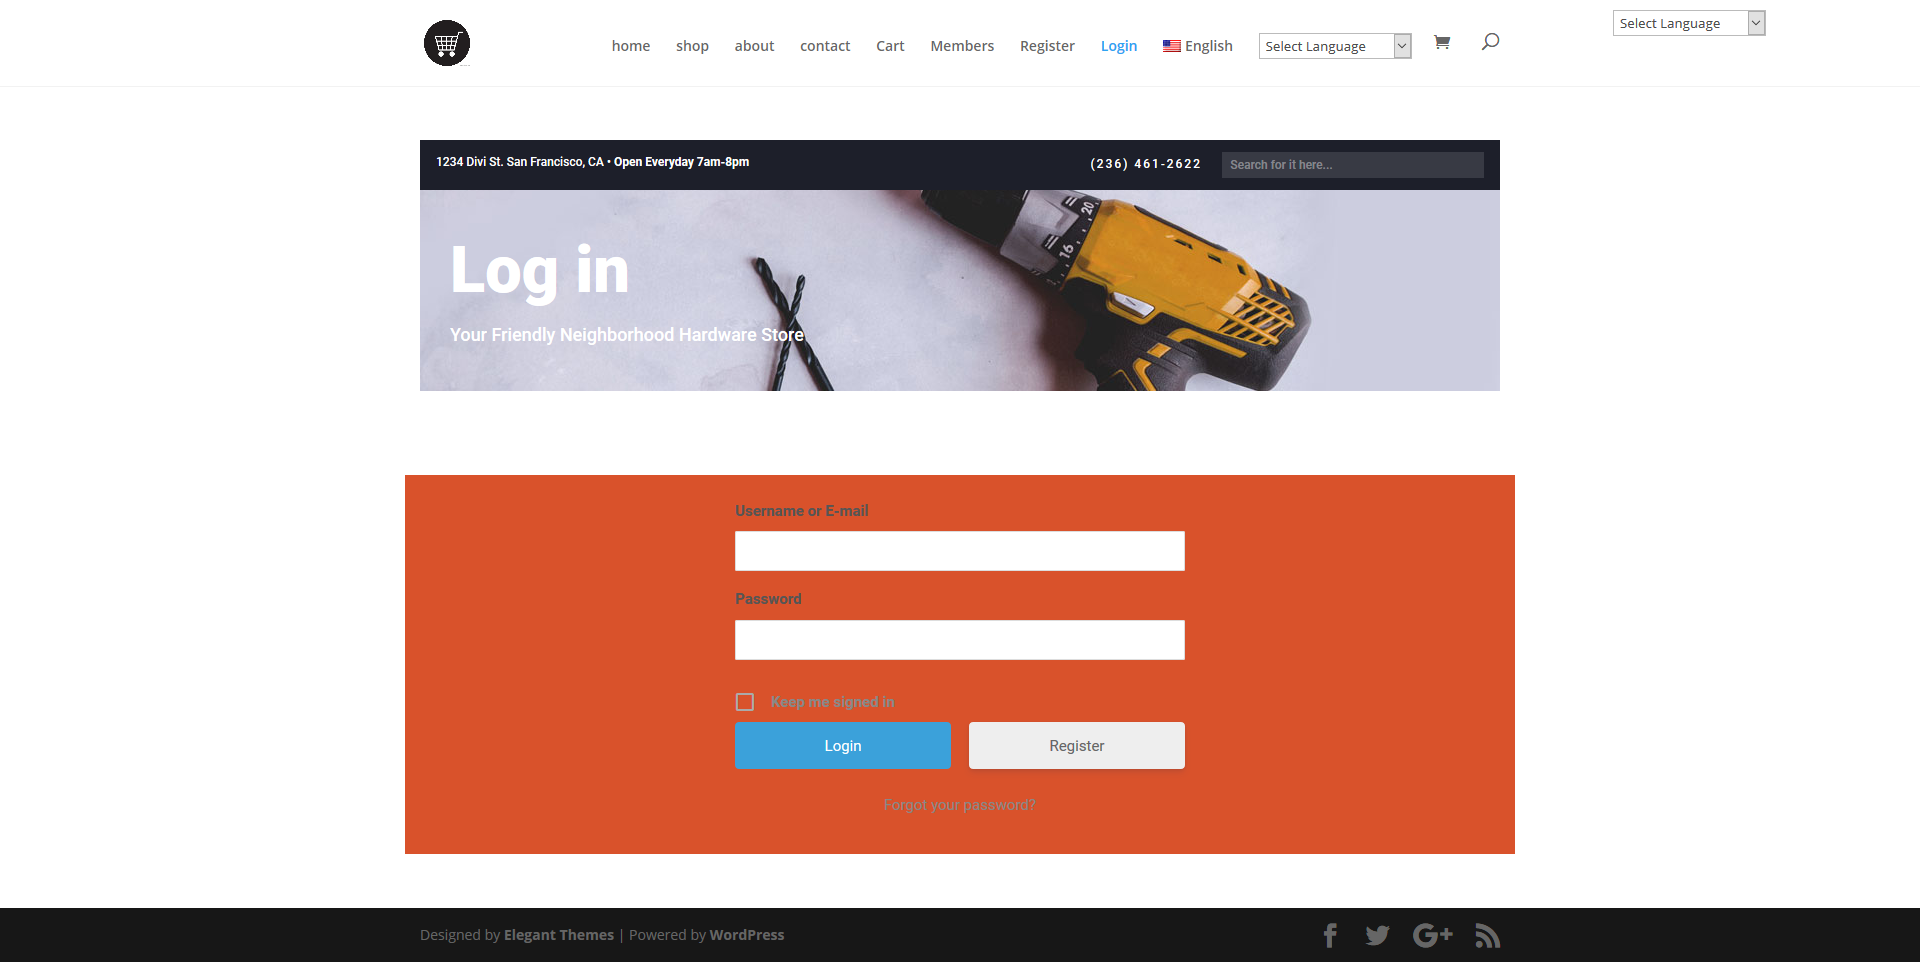 home shop about contact Cart Members Register Login English Select Language
Select Language
1234 Divi St. San Francisco, CA • Open Everyday 7am-8pm
(236) 461-2622
Search for it here...
20
16
Log in
Your Friendly Neighborhood Hardware Store
Username or E-mail
Password
Keep me signed in
Login
Register
Forgot your password?
Designed by Elegant Themes | Powered by WordPress